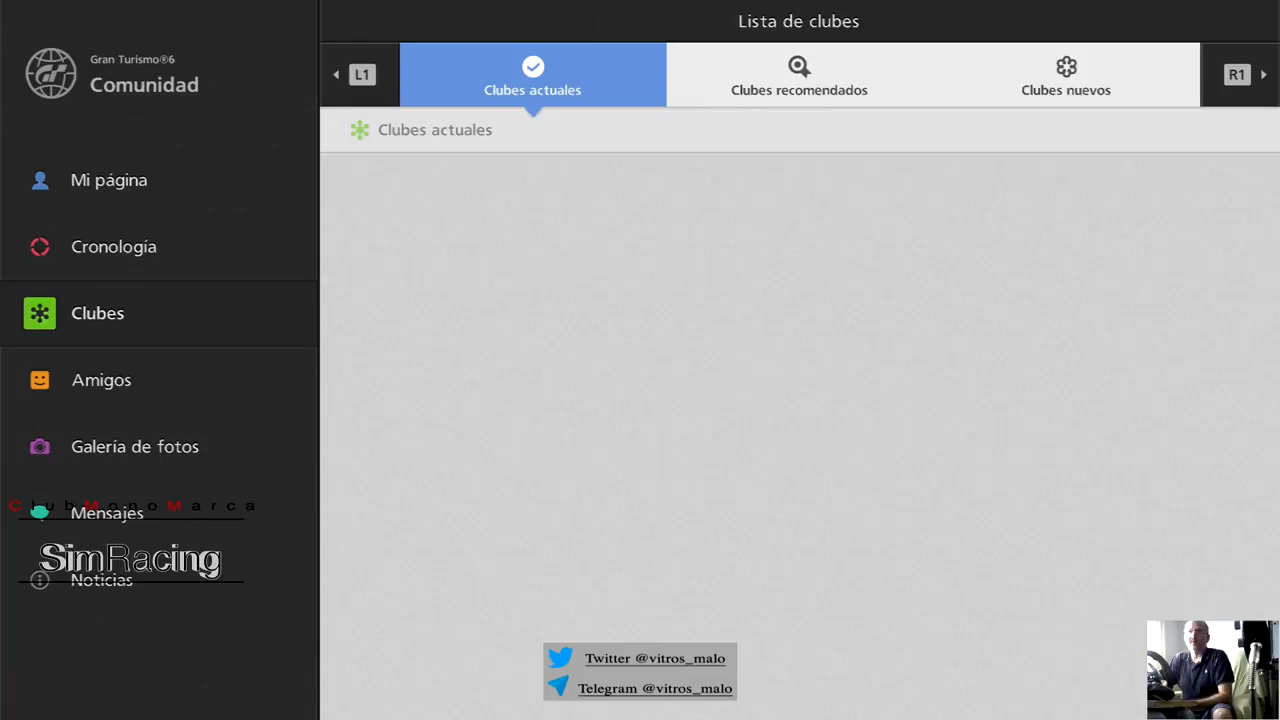 Lista de clubes
Gran Turismo®6
Comunidad
L1
Clubes actuales
Clubes recomendados
Clubes nuevos
R1
Clubes actuales
Mi página
Cronología
Clubes
Amigos
Galería de fotos
ClubMonoMarca
Mensajes
SimRacing
Noticias
Twitter @vitros_malo
Telegram @vitros_malo